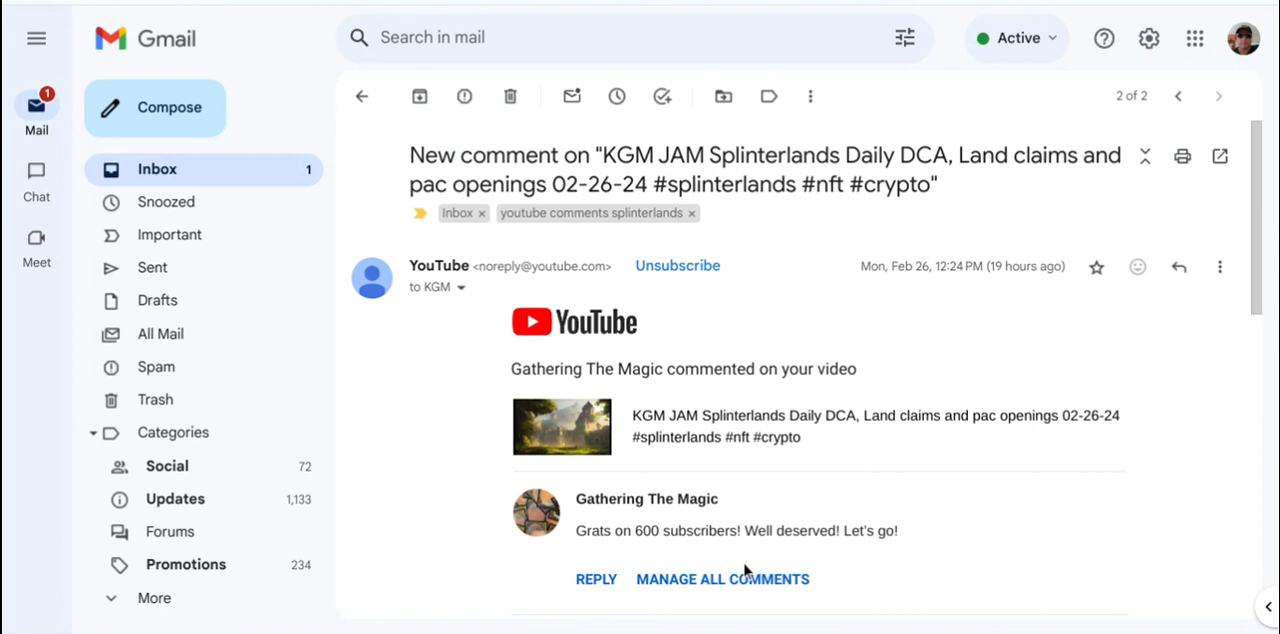 Gmail
Search in mail
Active
1
Mail
Chat
Meet
Compose
Inbox 1
Snoozed
Important
Sent
Drafts
All Mail
Spam
Trash
Categories
Social 72
Updates 1,133
Forums
Promotions 234
More
2 of 2
New comment on "KGM JAM Splinterlands Daily DCA, Land claims and
pac openings 02-26-24 #splinterlands #nft #crypto"
Inbox × youtube comments splinterlands ×
YouTube <noreply@youtube.com> Unsubscribe Mon, Feb 26, 12:24 PM (19 hours ago)
to KGM
YouTube
Gathering The Magic commented on your video
KGM JAM Splinterlands Daily DCA, Land claims and pac openings 02-26-24
#splinterlands #nft #crypto
Gathering The Magic
Grats on 600 subscribers! Well deserved! Let's go!
REPLY MANAGE ALL COMMENTS